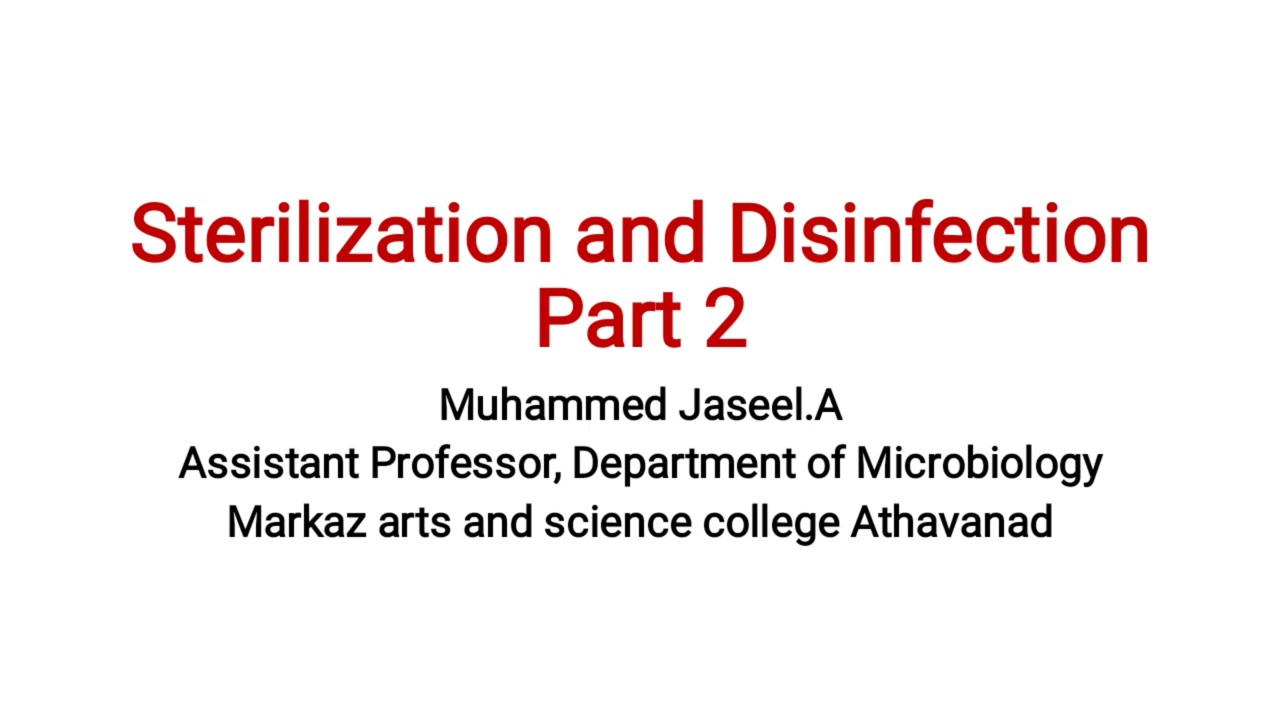 Sterilization and Disinfection
Part 2
Muhammed Jaseel.A
Assistant Professor, Department of Microbiology
Markaz arts and science college Athavanad